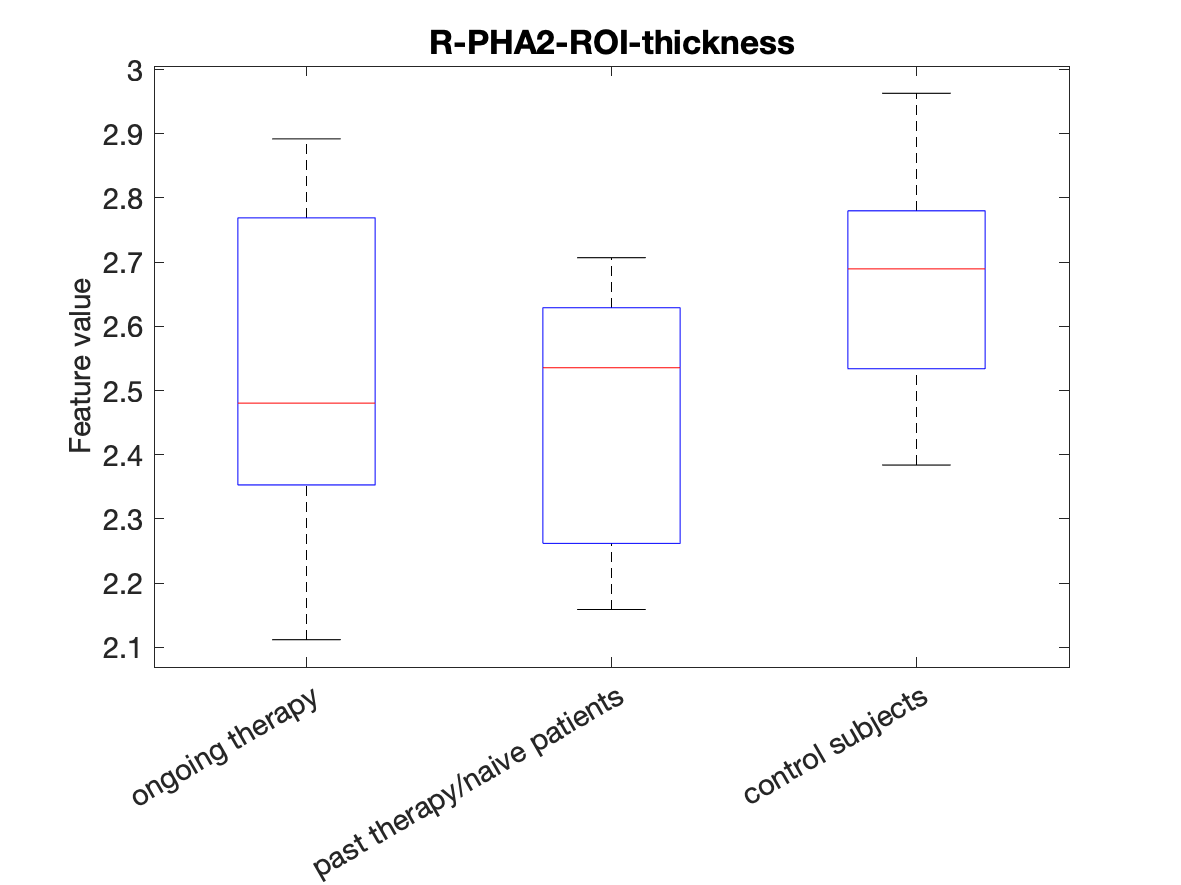 R-PHA2-ROI-thickness
3
2.9
2.8
2.7
2.6
2.5
2.4
2.3
2.2
2.1
Feature value
ongoing therapy
past therapy/naive patients
control subjects